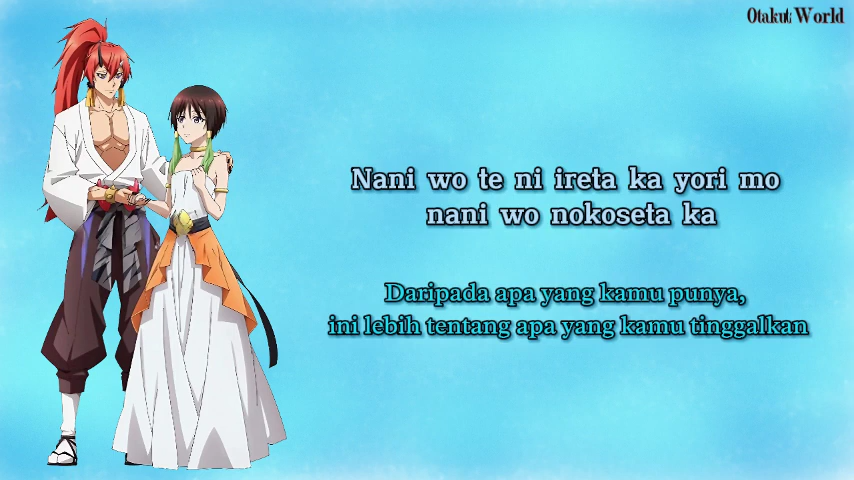 Otakuti World
Nani wo te ni ireta ka yori mo
nani wo nokoseta ka
Daripada apa yang kamu punya,
ini lebih tentang apa yang kamu tinggalkan